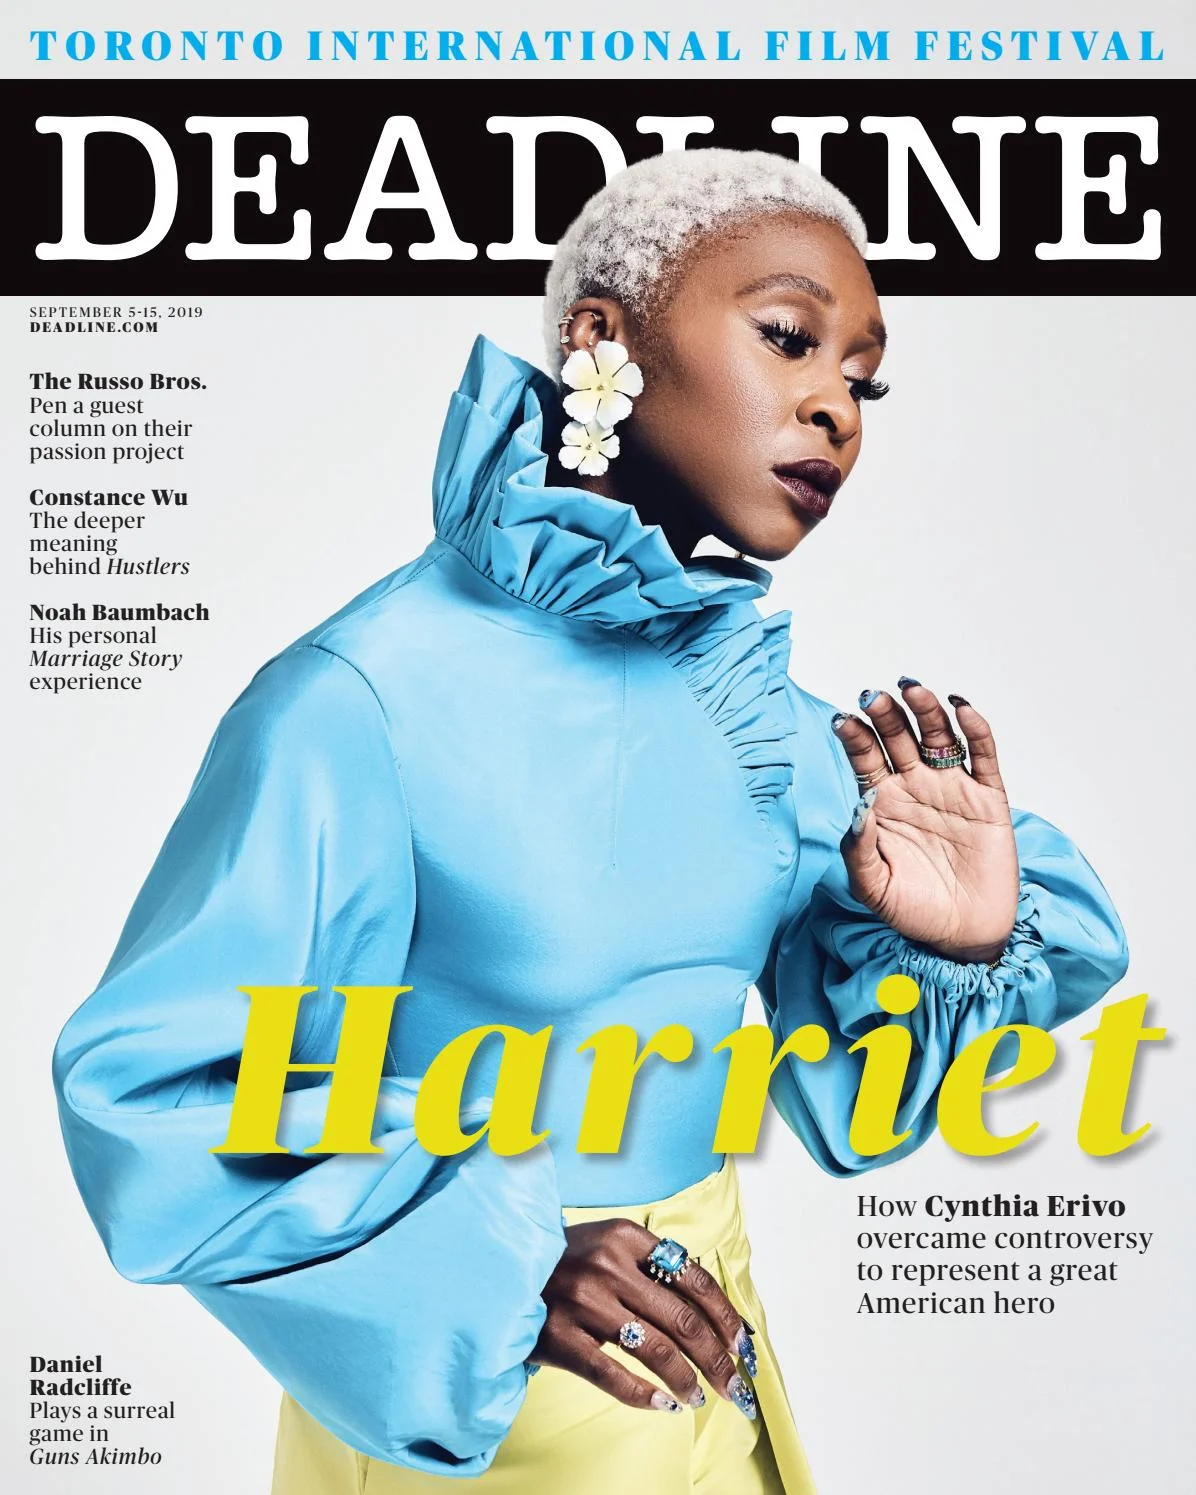 TORONTO INTERNATIONAL FILM FESTIVAL
DEADLINE
SEPTEMBER 5-15, 2019
DEADLINE.COM
The Russo Bros.
Pen a guest
column on their
passion project
Constance Wu
The deeper
meaning
behind Hustlers
Noah Baumbach
His personal
Marriage Story
experience
Harriet
How Cynthia Erivo
overcame controversy
to represent a great
American hero
Daniel
Radcliffe
Plays a surreal
game in
Guns Akimbo